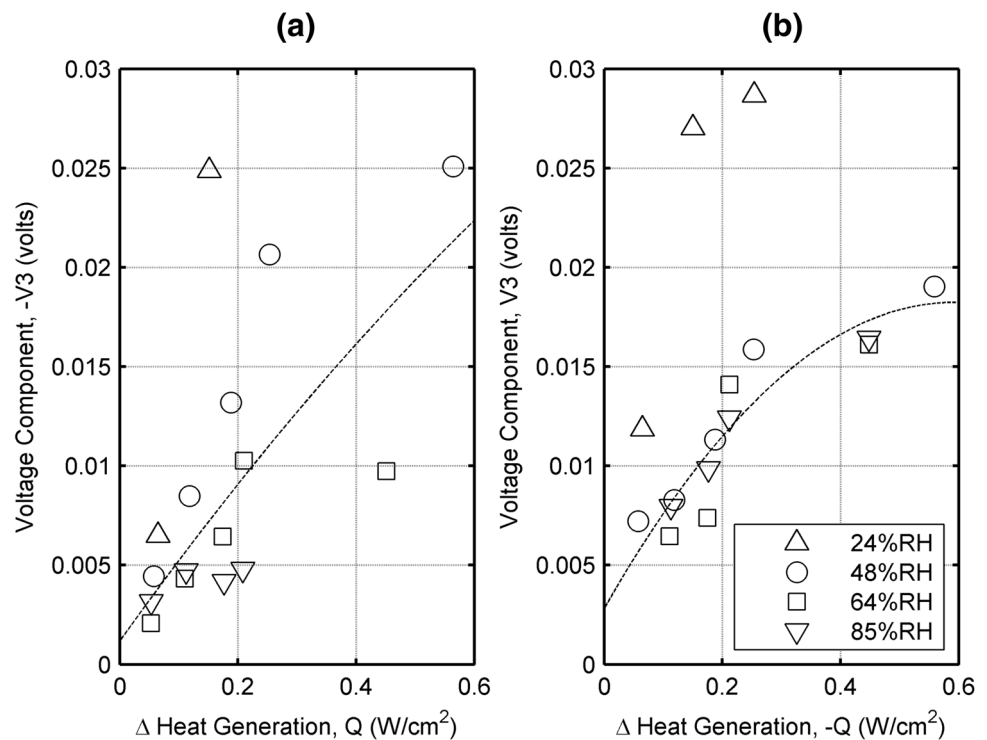 (a)
0.03
0.025
0.02
0.015
0.01
0.005
0
0 0.2 0.4 0.6
Voltage Component, -V3 (volts)
Δ Heat Generation, Q (W/cm²)
(b)
0.03
0.025
0.02
0.015
0.01
0.005
0
0 0.2 0.4 0.6
Voltage Component, V3 (volts)
Δ Heat Generation, -Q (W/cm²)
24%RH
48%RH
64%RH
85%RH